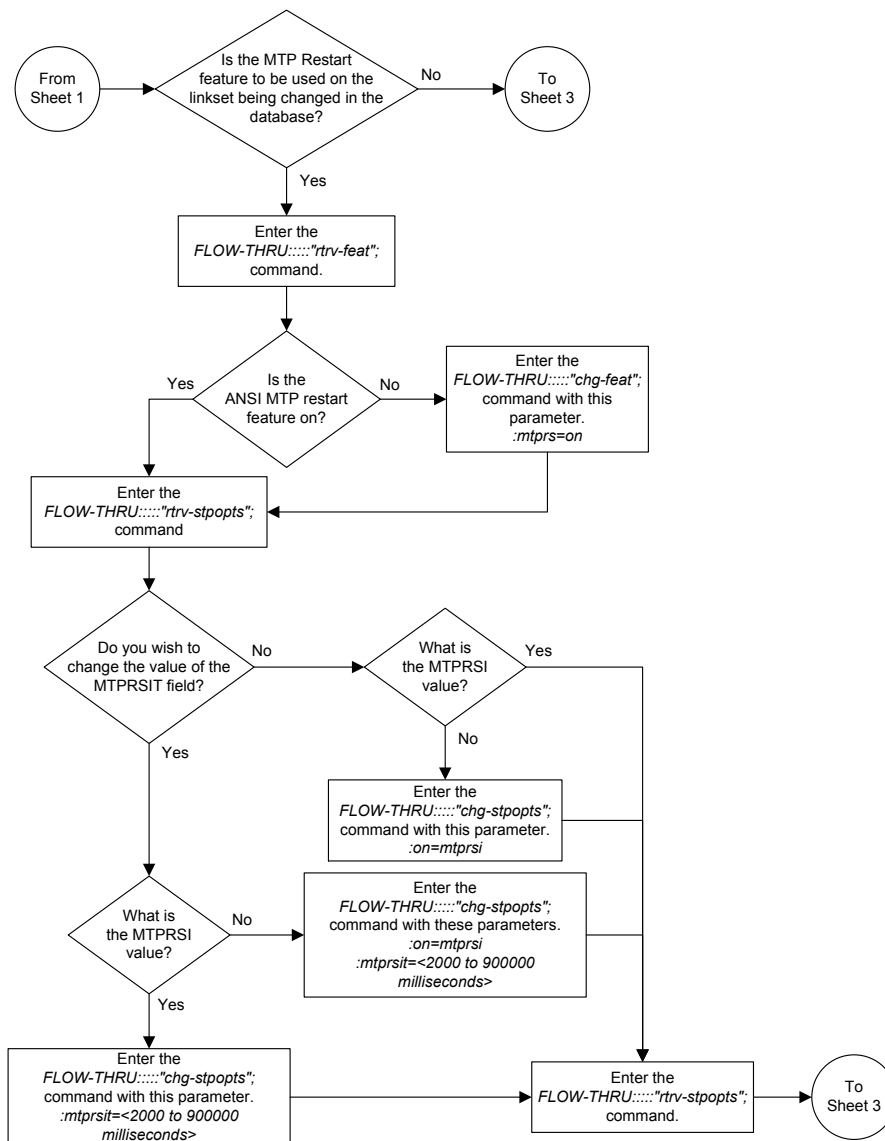 From
Sheet 1
Is the MTP Restart
feature to be used on the
linkset being changed in the
database?
No
To
Sheet 3
Yes
Enter the
FLOW-THRU:::::"rtrv-feat";
command.
Is the
ANSI MTP restart
feature on?
Yes
No
Enter the
FLOW-THRU:::::"chg-feat";
command with this
parameter.
:mtprs=on
Enter the
FLOW-THRU:::::"rtrv-stpopts";
command
Do you wish to
change the value of the
MTPRSIT field?
No
What is
the MTPRSI
value?
Yes
Yes
No
Enter the
FLOW-THRU:::::"chg-stpopts";
command with this parameter.
:on=mtprsi
What is
the MTPRSI
value?
No
Enter the
FLOW-THRU:::::"chg-stpopts";
command with these parameters.
:on=mtprsi
:mtprsit=<2000 to 900000
milliseconds>
Yes
Enter the
FLOW-THRU:::::"chg-stpopts";
command with this parameter.
:mtprsit=<2000 to 900000
milliseconds>
Enter the
FLOW-THRU:::::"rtrv-stpopts";
command.
To
Sheet 3